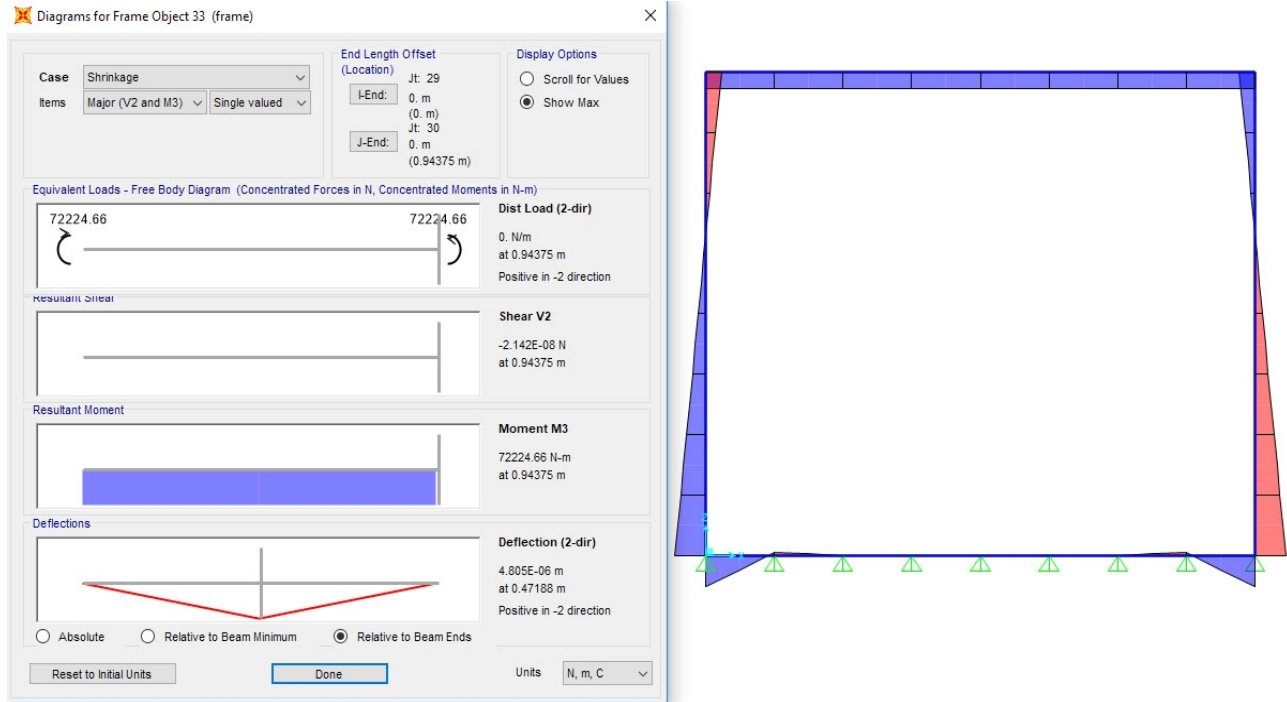 Diagrams for Frame Object 33 (frame)
Case
Shrinkage
Items
Major (V2 and M3)
Single valued
End Length Offset
(Location)
Jt: 29
I-End:
0. m
(0. m)
Jt: 30
J-End:
0. m
(0.94375 m)
Display Options
Scroll for Values
Show Max
Equivalent Loads - Free Body Diagram (Concentrated Forces in N, Concentrated Moments in N-m)
72224.66
72224.66
Dist Load (2-dir)
0. N/m
at 0.94375 m
Positive in -2 direction
Resultant Shear
Shear V2
-2.142E-08 N
at 0.94375 m
Resultant Moment
Moment M3
72224.66 N-m
at 0.94375 m
Deflections
Deflection (2-dir)
4.805E-06 m
at 0.47188 m
Positive in -2 direction
Absolute
Relative to Beam Minimum
Relative to Beam Ends
Reset to Initial Units
Done
Units
N, m, C
Z
X